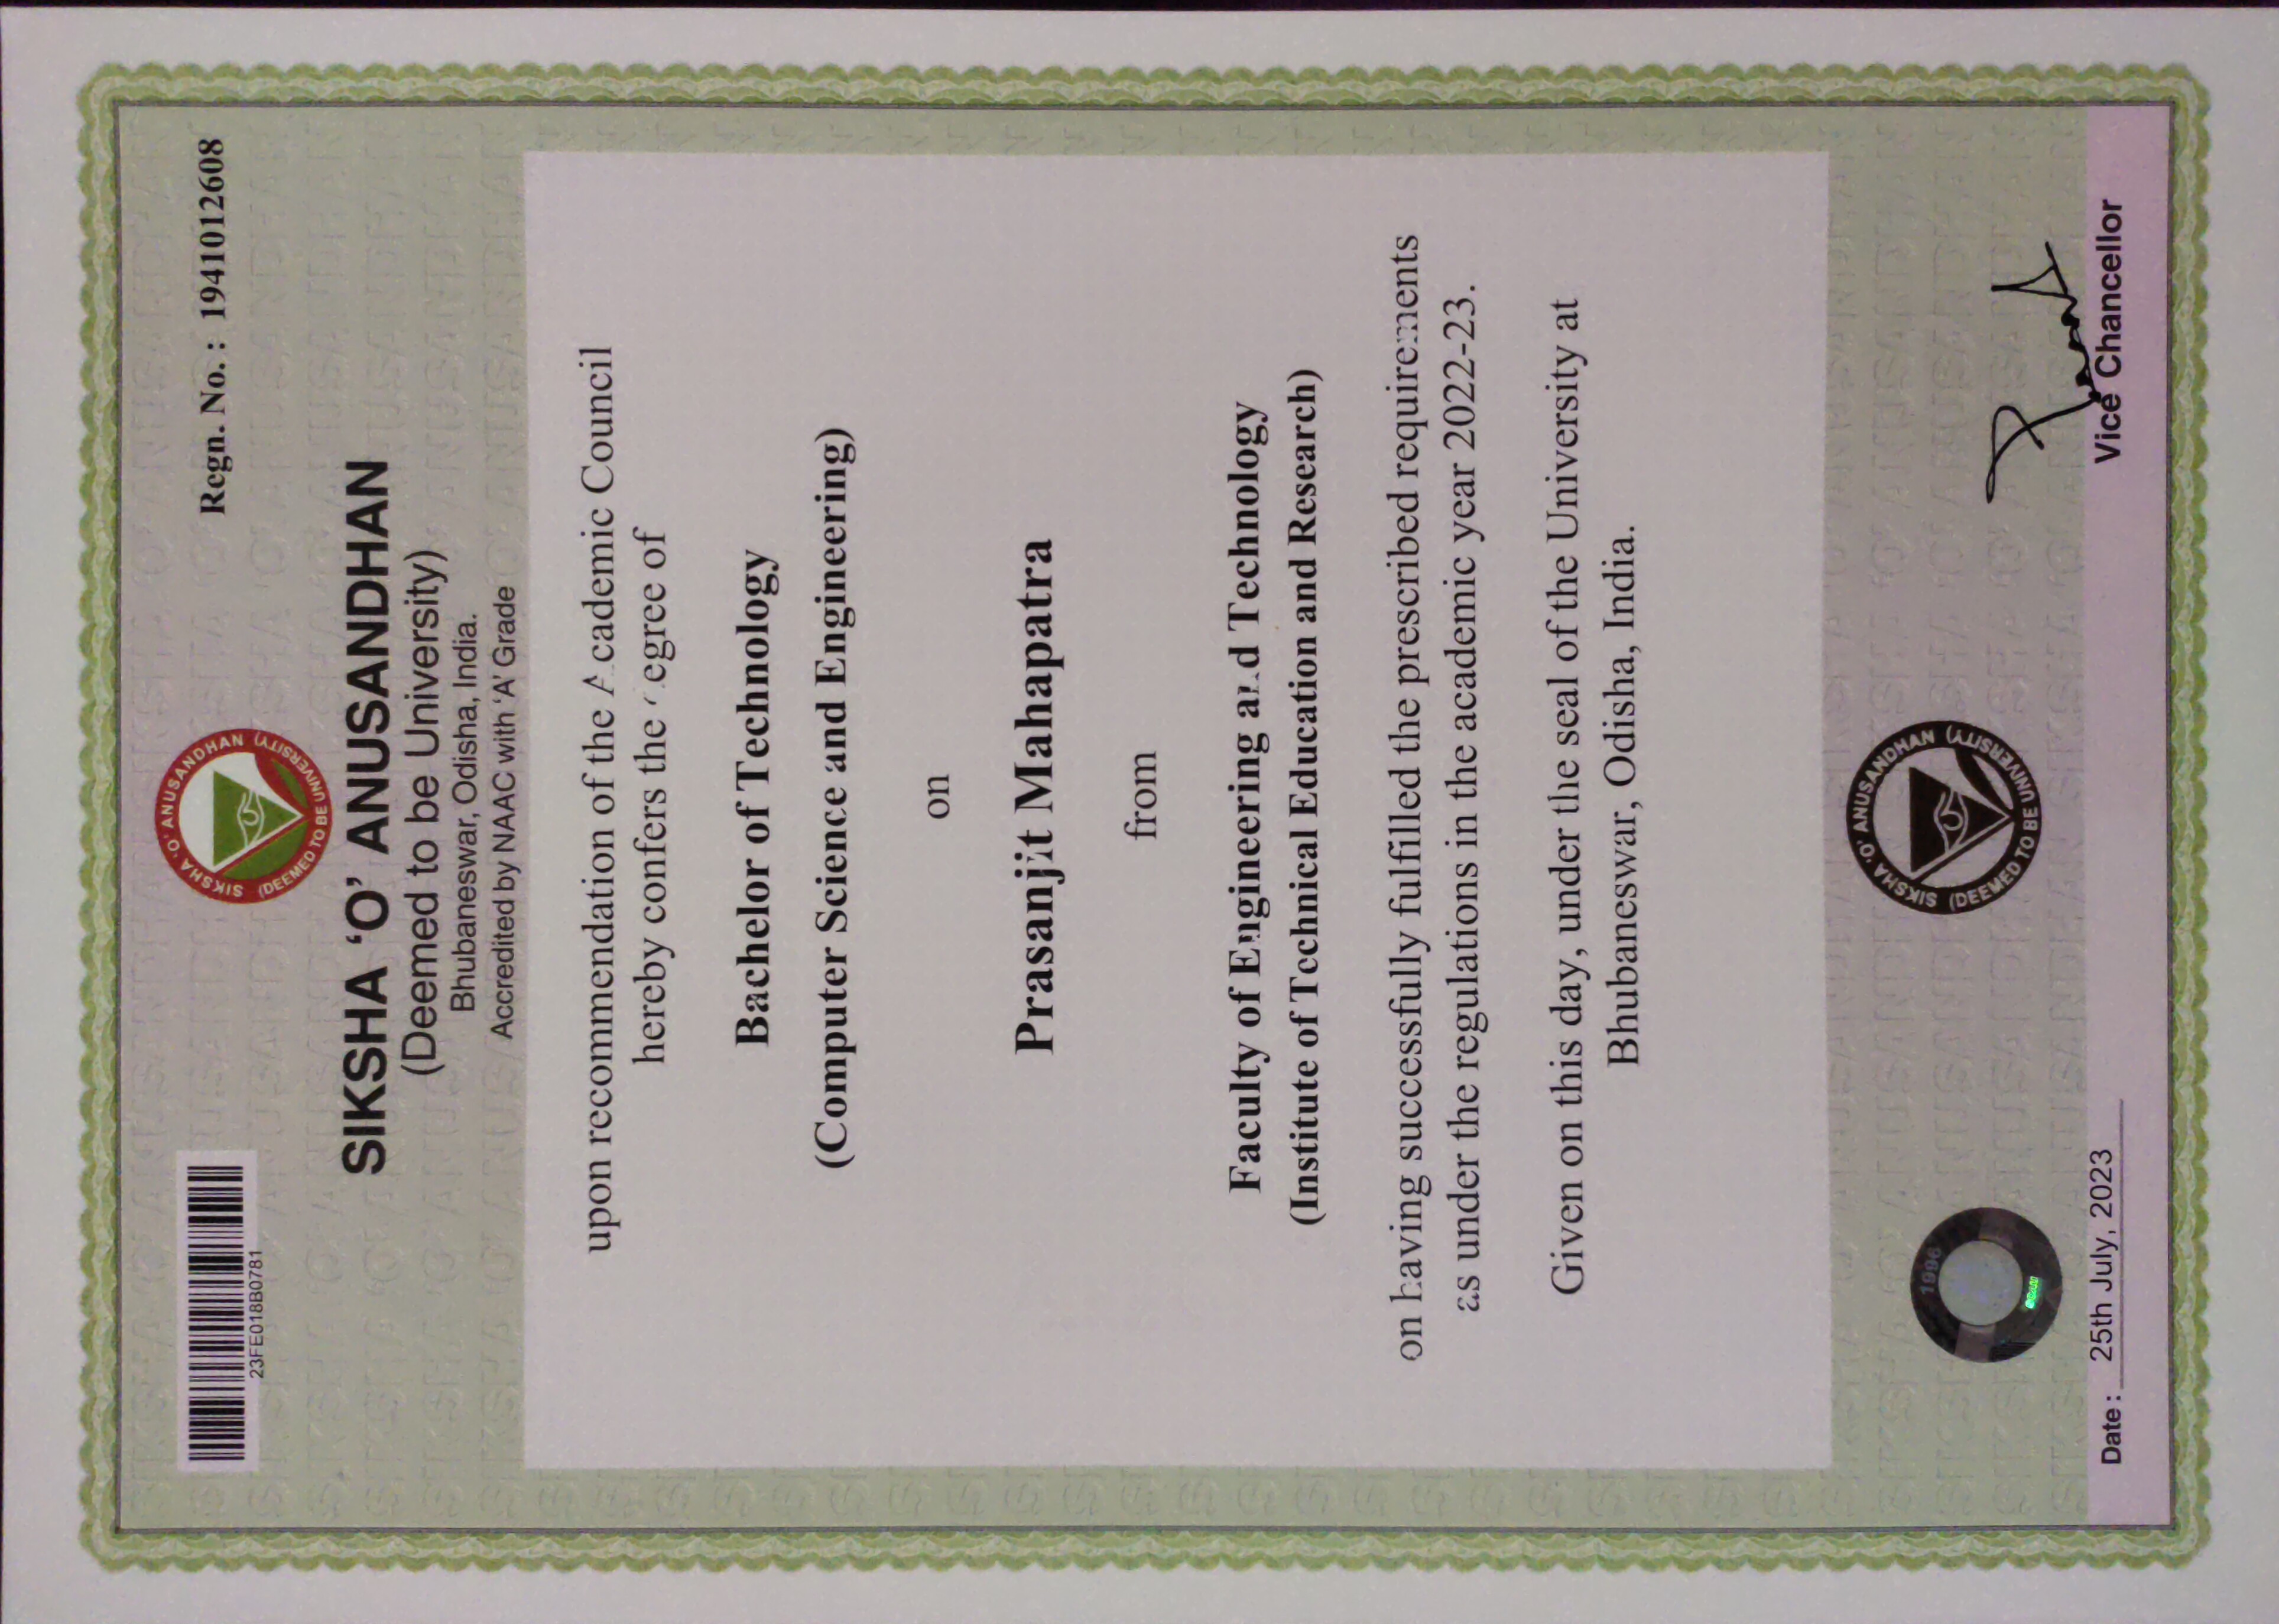 SIKSHA 'O' ANUSANDHAN
(DEEMED TO BE UNIVERSITY)
Regn. No. : 1941012608
23FE018B0781
SIKSHA 'O' ANUSANDHAN
(Deemed to be University)
Bhubaneswar, Odisha, India.
Accredited by NAAC with 'A' Grade
upon recommendation of the Academic Council
hereby confers the degree of
Bachelor of Technology
(Computer Science and Engineering)
on
Prasanjit Mahapatra
from
Faculty of Engineering and Technology
(Institute of Technical Education and Research)
on having successfully fulfilled the prescribed requirements
as under the regulations in the academic year 2022-23.
Given on this day, under the seal of the University at
Bhubaneswar, Odisha, India.
SIKSHA 'O' ANUSANDHAN
(DEEMED TO BE UNIVERSITY)
1996
Date : 25th July, 2023
Vice Chancellor